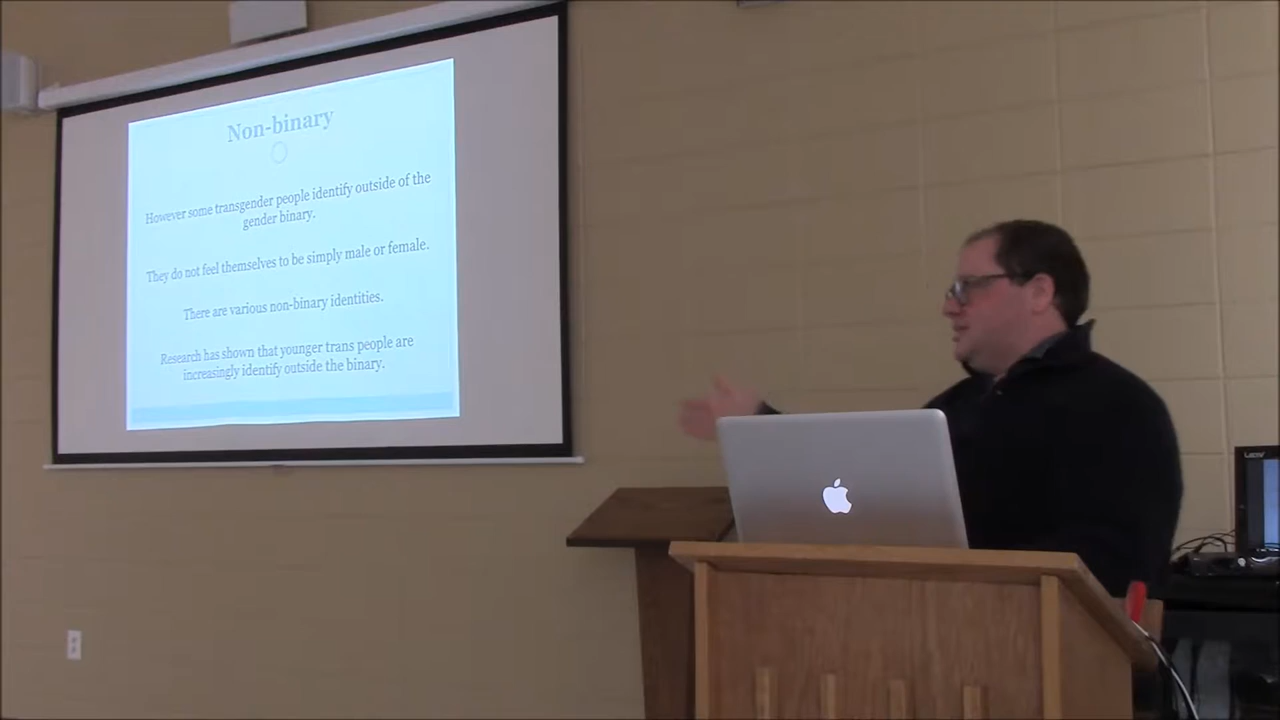 Non-binary
However some transgender people identify outside of the
gender binary.
They do not feel themselves to be simply male or female.
There are various non-binary identities.
Research has shown that younger trans people are
increasingly identify outside the binary.